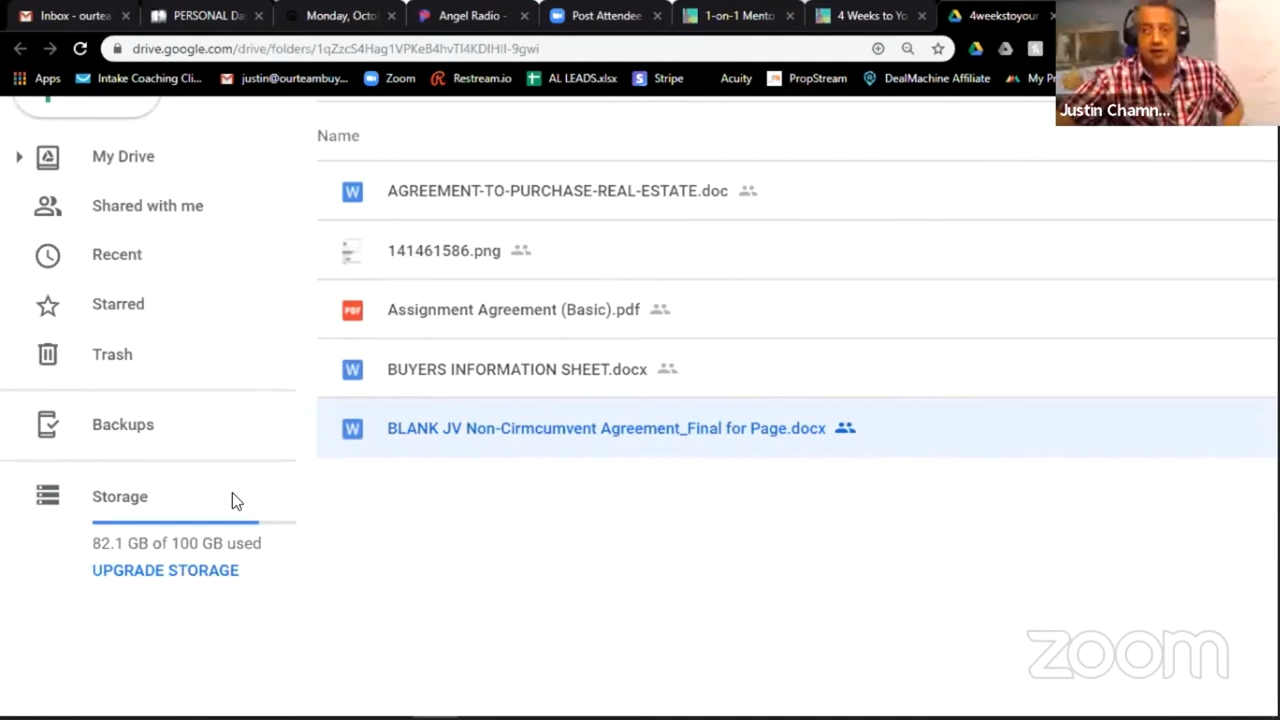 Inbox - ourtea
PERSONAL Da
Monday, Octo
Angel Radio -
Post Attendee
1-on-1 Mento
4 Weeks to Yo
4weekstoyour
drive.google.com/drive/folders/1qZzcS4Hag1VPKeB4hvTI4KDIHiI-9gwi
Apps
Intake Coaching Cli...
justin@ourteambuy...
Zoom
Restream.io
AL LEADS.xlsx
Stripe
Acuity
PropStream
DealMachine Affiliate
My Pr
Justin Chamn...
Name
My Drive
AGREEMENT-TO-PURCHASE-REAL-ESTATE.doc
Shared with me
141461586.png
Recent
Starred
PDF Assignment Agreement (Basic).pdf
Trash
BUYERS INFORMATION SHEET.docx
Backups
BLANK JV Non-Cirmcumvent Agreement_Final for Page.docx
Storage
82.1 GB of 100 GB used
UPGRADE STORAGE
zoom